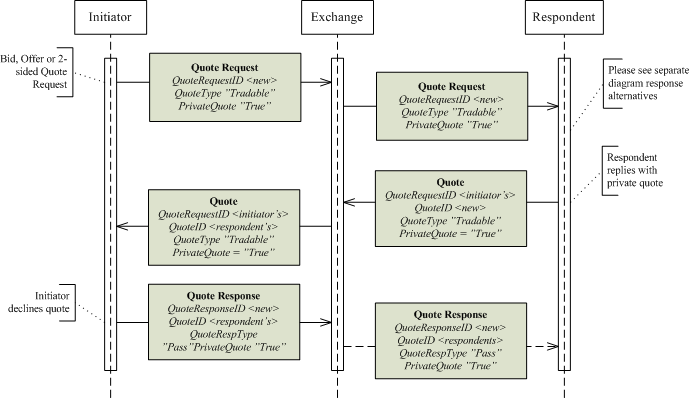 Initiator
Exchange
Respondent
Bid, Offer or 2-
sided Quote
Request
Quote Request
QuoteRequestID <new>
QuoteType "Tradable"
PrivateQuote "True"
Quote Request
QuoteRequestID <new>
QuoteType "Tradable"
PrivateQuote "True"
Please see separate
diagram response
alternatives
Respondent
replies with
private quote
Quote
QuoteRequestID <initiator's>
QuoteID <new>
QuoteType "Tradable"
PrivateQuote = "True"
Quote
QuoteRequestID <initiator's>
QuoteID <respondent's>
QuoteType "Tradable"
PrivateQuote = "True"
Initiator
declines quote
Quote Response
QuoteResponseID <new>
QuoteID <respondent's>
QuoteRespType
"Pass"PrivateQuote "True"
Quote Response
QuoteResponseID <new>
QuoteID <respondents>
QuoteRespType "Pass"
PrivateQuote "True"